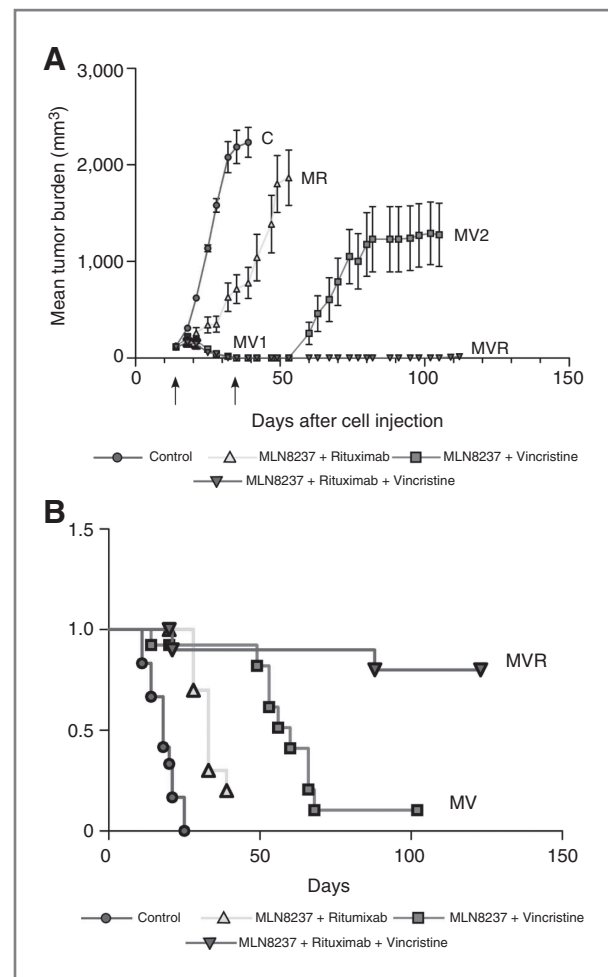 A
3,000
2,000
1,000
0
Mean tumor burden (mm³)
C
MR
MV1
MV2
MVR
50
100
150
Days after cell injection
Control
MLN8237 + Rituximab
MLN8237 + Vincristine
MLN8237 + Rituximab + Vincristine
B
1.5
1.0
0.5
0
MVR
MV
0
50
100
150
Days
Control
MLN8237 + Ritumixab
MLN8237 + Vincristine
MLN8237 + Rituximab + Vincristine